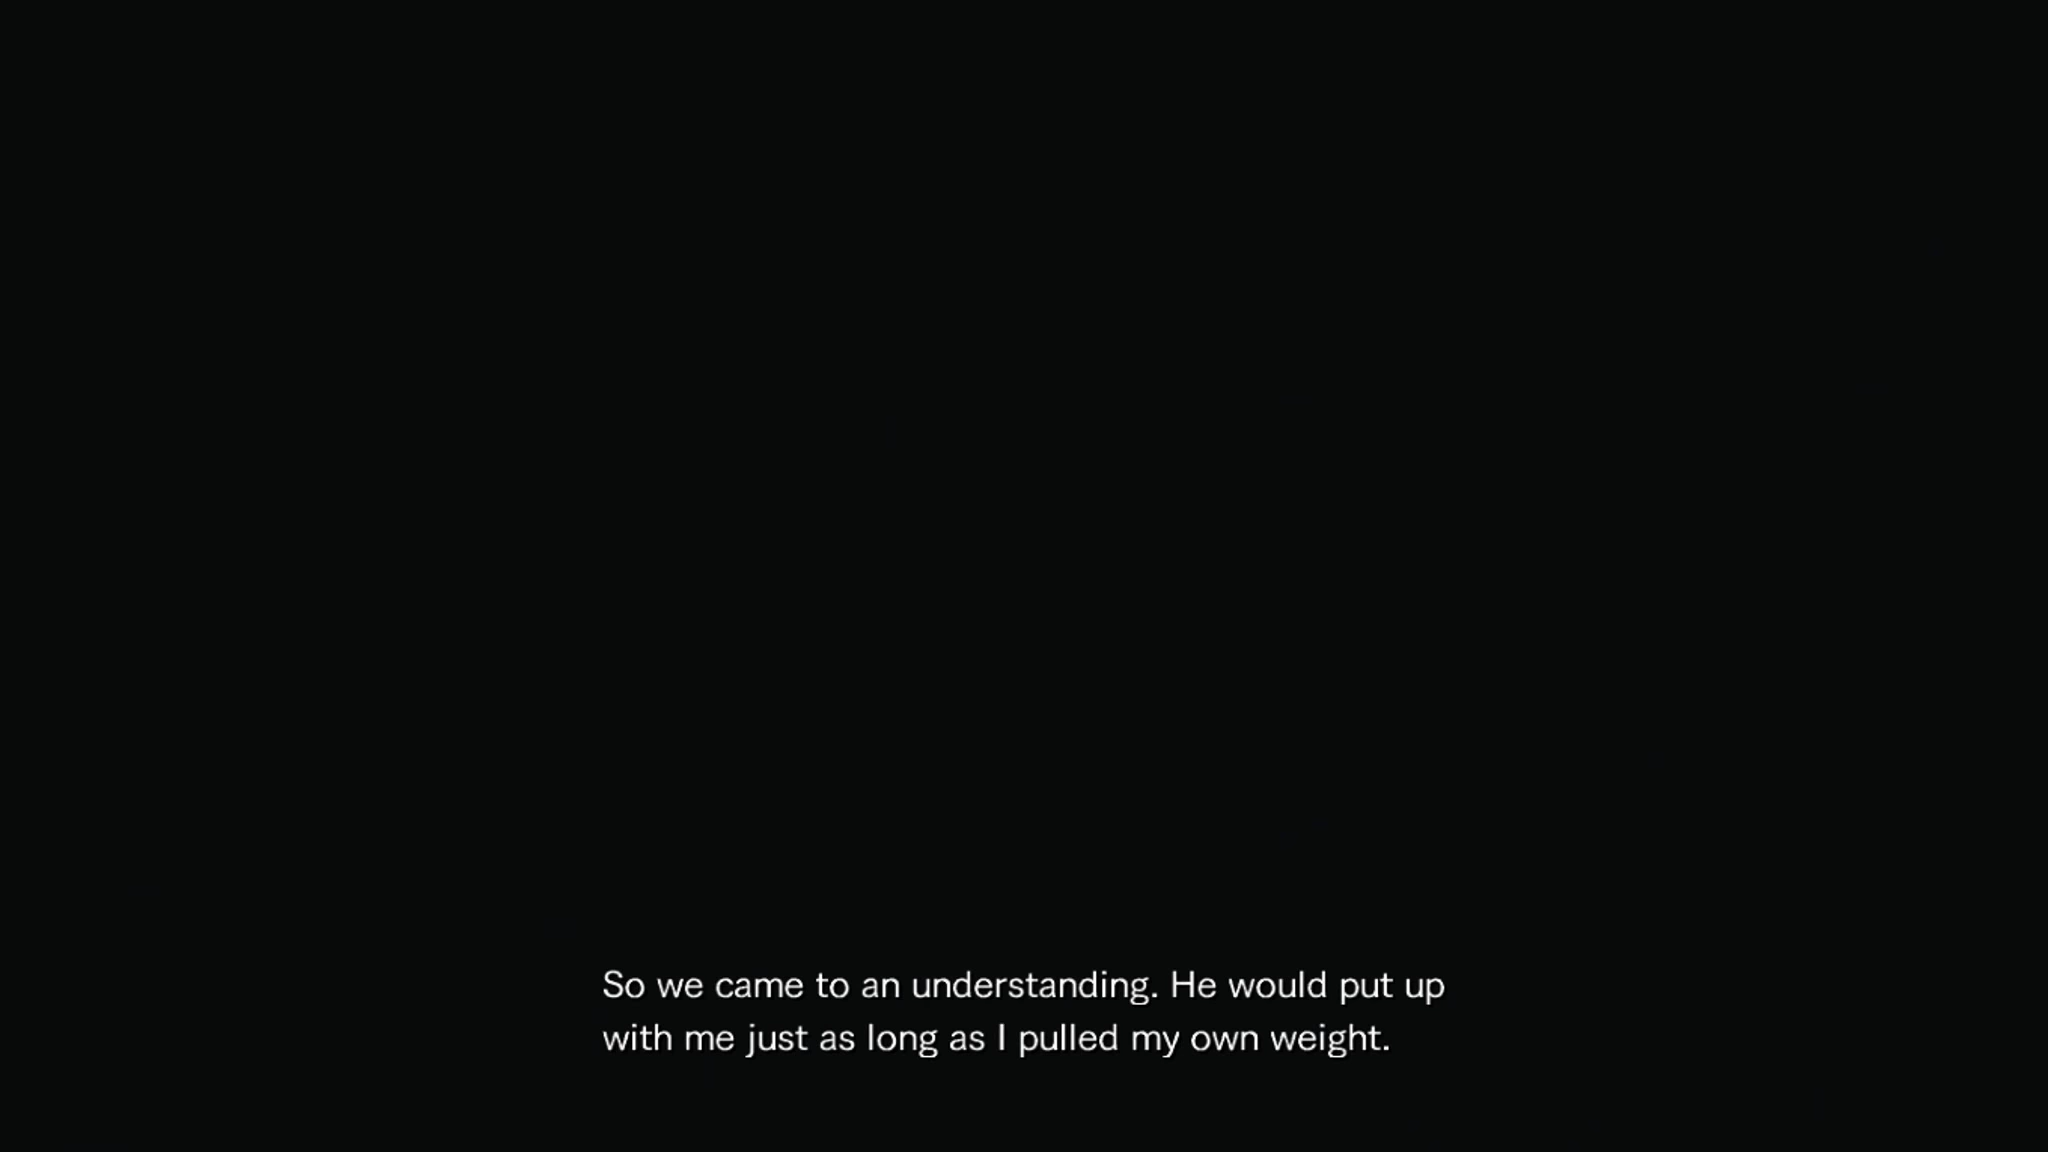 So we came to an understanding. He would put up
with me just as long as I pulled my own weight.